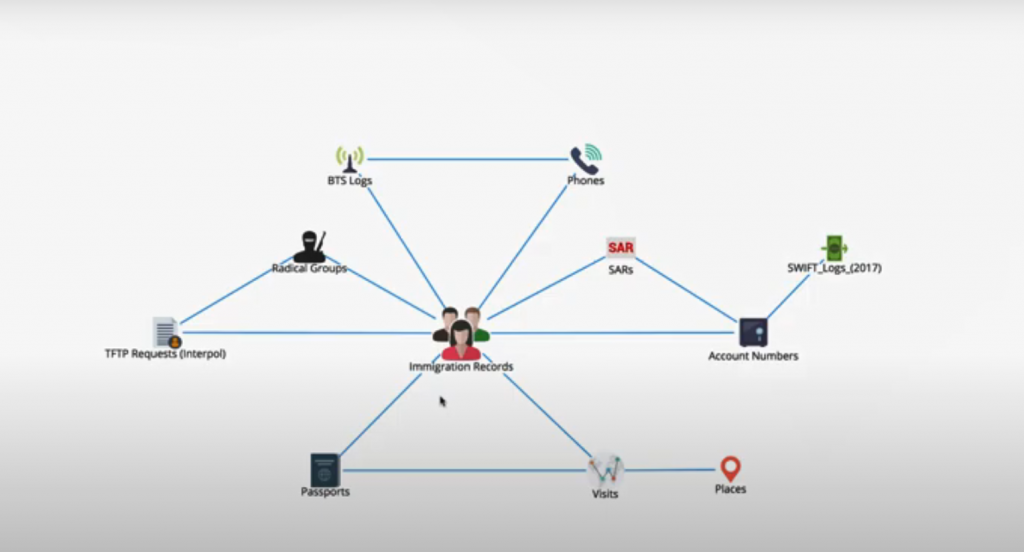 BTS Logs
Phones
Radical Groups
SAR
SARs
SWIFT_Logs_(2017)
TFTP Requests (Interpol)
Immigration Records
Account Numbers
Passports
Visits
Places